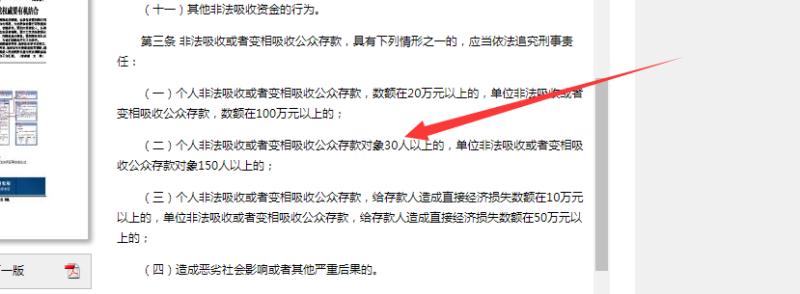 (十一)其他非法吸收资金的行为。
权威要有机结合
第三条 非法吸收或者变相吸收公众存款，具有下列情形之一的，应当依法追究刑事责
任：
(一)个人非法吸收或者变相吸收公众存款，数额在20万元以上的，单位非法吸收或者
变相吸收公众存款，数额在100万元以上的；
(二)个人非法吸收或者变相吸收公众存款对象30人以上的，单位非法吸收或者变相吸
收公众存款对象150人以上的；
(三)个人非法吸收或者变相吸收公众存款，给存款人造成直接经济损失数额在10万元
以上的，单位非法吸收或者变相吸收公众存款，给存款人造成直接经济损失数额在50万元以
上的；
(四)造成恶劣社会影响或者其他严重后果的。
一版